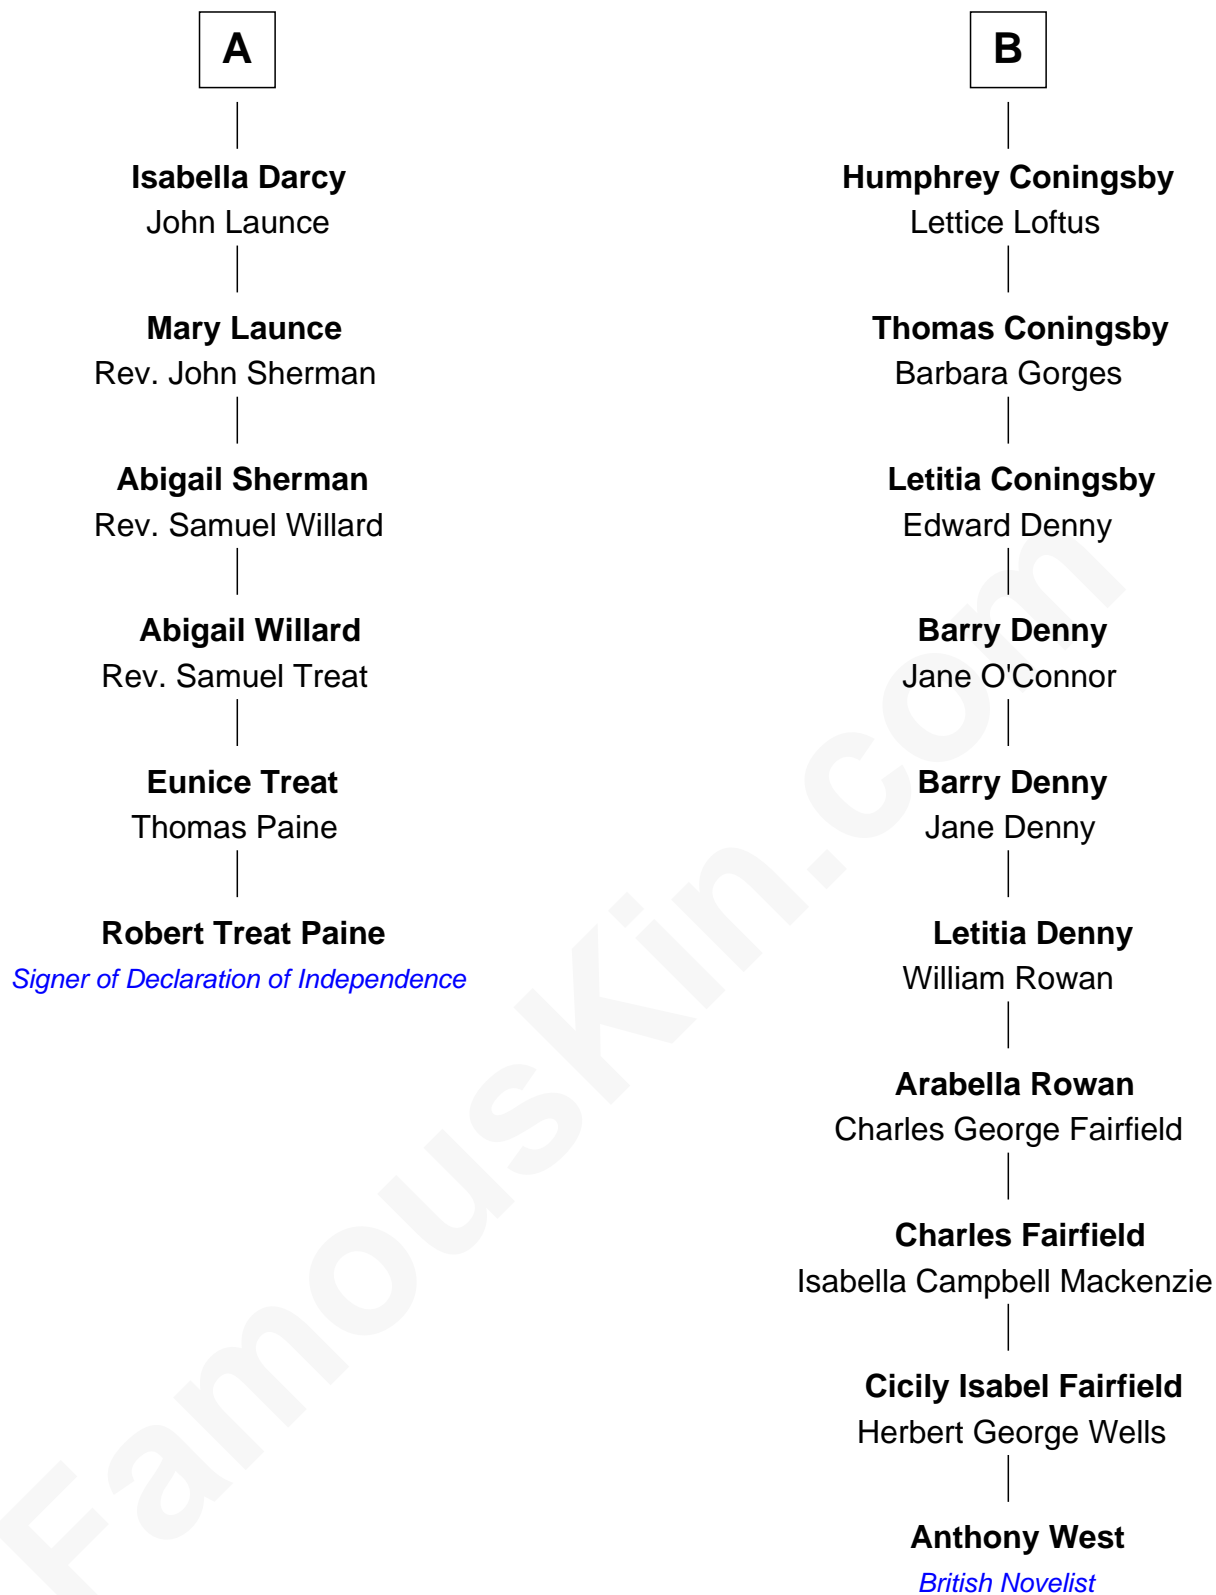 A
Isabella Darcy
John Launce
Mary Launce
Rev. John Sherman
Abigail Sherman
Rev. Samuel Willard
Abigail Willard
Rev. Samuel Treat
Eunice Treat
Thomas Paine
Robert Treat Paine
Signer of Declaration of Independence
B
Humphrey Coningsby
Lettice Loftus
Thomas Coningsby
Barbara Gorges
Letitia Coningsby
Edward Denny
Barry Denny
Jane O'Connor
Barry Denny
Jane Denny
Letitia Denny
William Rowan
Arabella Rowan
Charles George Fairfield
Charles Fairfield
Isabella Campbell Mackenzie
Cicily Isabel Fairfield
Herbert George Wells
Anthony West
British Novelist
FamousKin.com